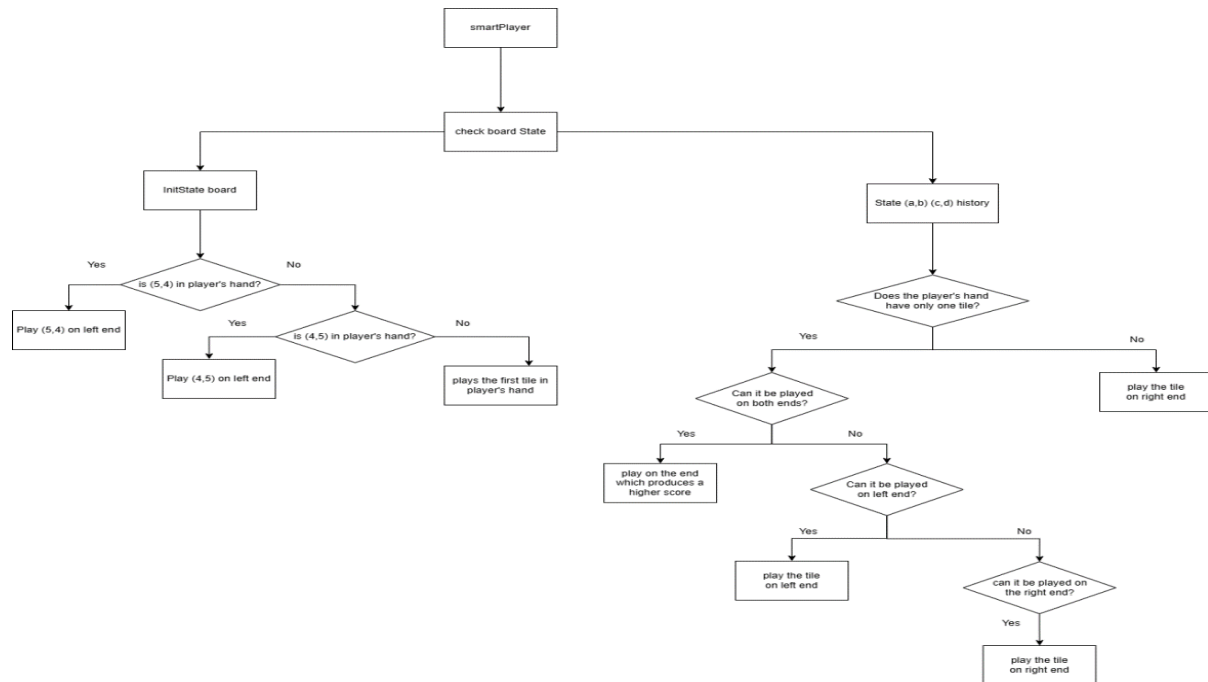 smartPlayer
check board State
InitState board
State (a,b) (c,d) history
Yes
No
is (5,4) in player's hand?
Does the player's hand
have only one tile?
Play (5,4) on left end
Yes
No
is (4,5) in player's hand?
Yes
No
Play (4,5) on left end
plays the first tile in
player's hand
Can it be played
on both ends?
play the tile
on right end
Yes
No
play on the end
which produces a
higher score
Can it be played
on left end?
Yes
No
play the tile
on left end
can it be played on
the right end?
Yes
play the tile
on right end